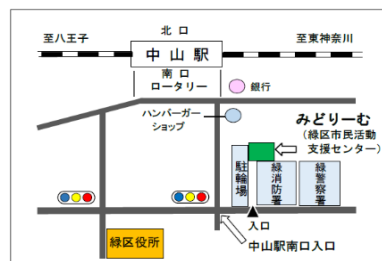 北 口
至八王子
至東神奈川
中 山 駅
南 口
ロータリー
銀行
ハンバーガー
ショップ
みどりーむ
（緑区市民活動
支援センター）
駐輪場
緑消防署
緑警察署
入口
緑区役所
中山駅南口入口